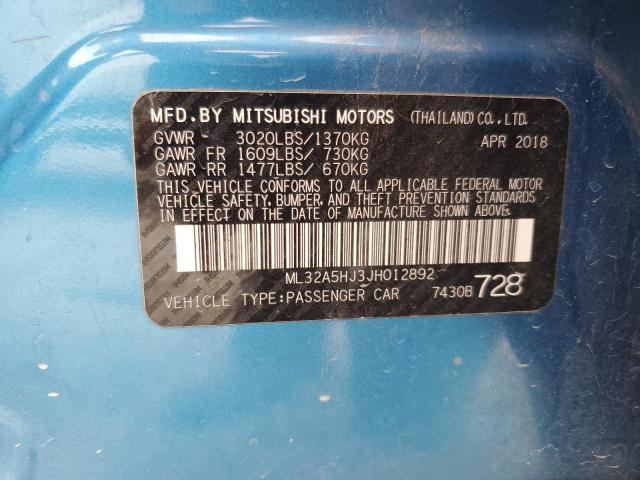 MFD.BY MITSUBISHI MOTORS (THAILAND)CO.,LTD.
GVWR 3020LBS/1370KG APR 2018
GAWR FR 1609LBS/ 730KG
GAWR RR 1477LBS/ 670KG
THIS VEHICLE CONFORMS TO ALL APPLICABLE FEDERAL MOTOR
VEHICLE SAFETY, BUMPER, AND THEFT PREVENTION STANDARDS
IN EFFECT ON THE DATE OF MANUFACTURE SHOWN ABOVE.
ML32A5HJ3JH012892
VEHICLE TYPE:PASSENGER CAR 7430B 728